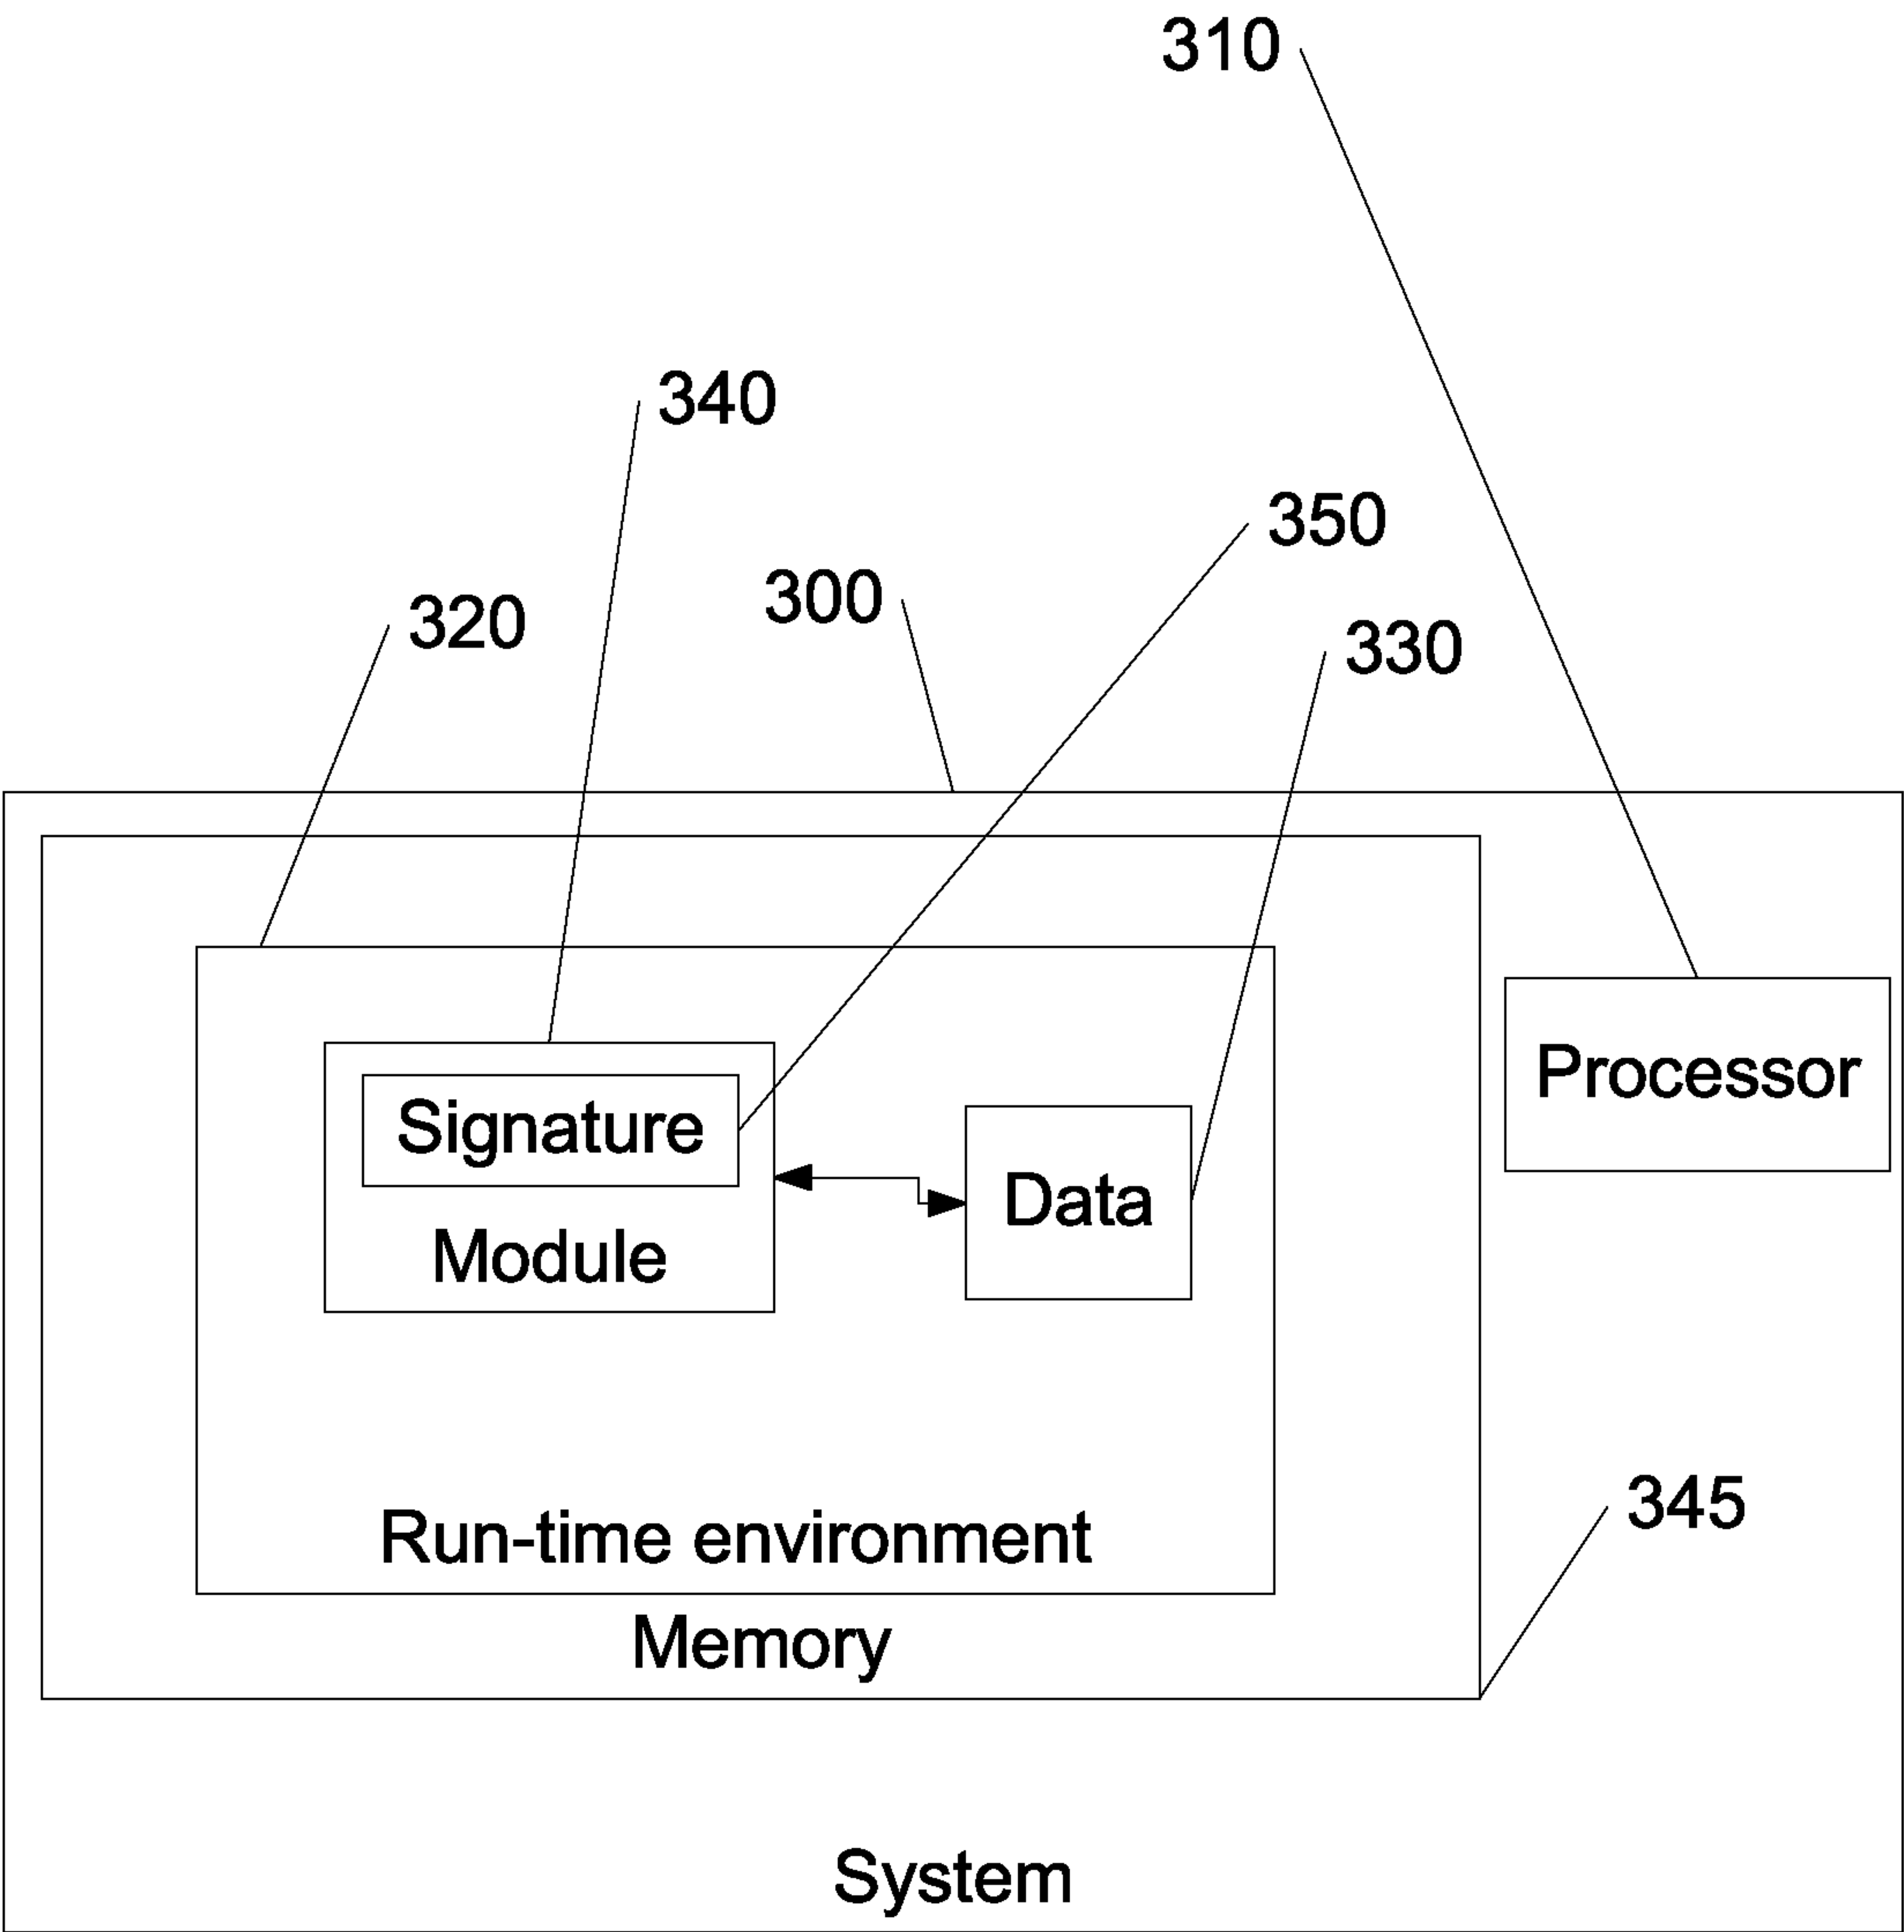 310
340
350
300
320
330
Processor
Signature
Data
Module
345
Run-time environment
Memory
System